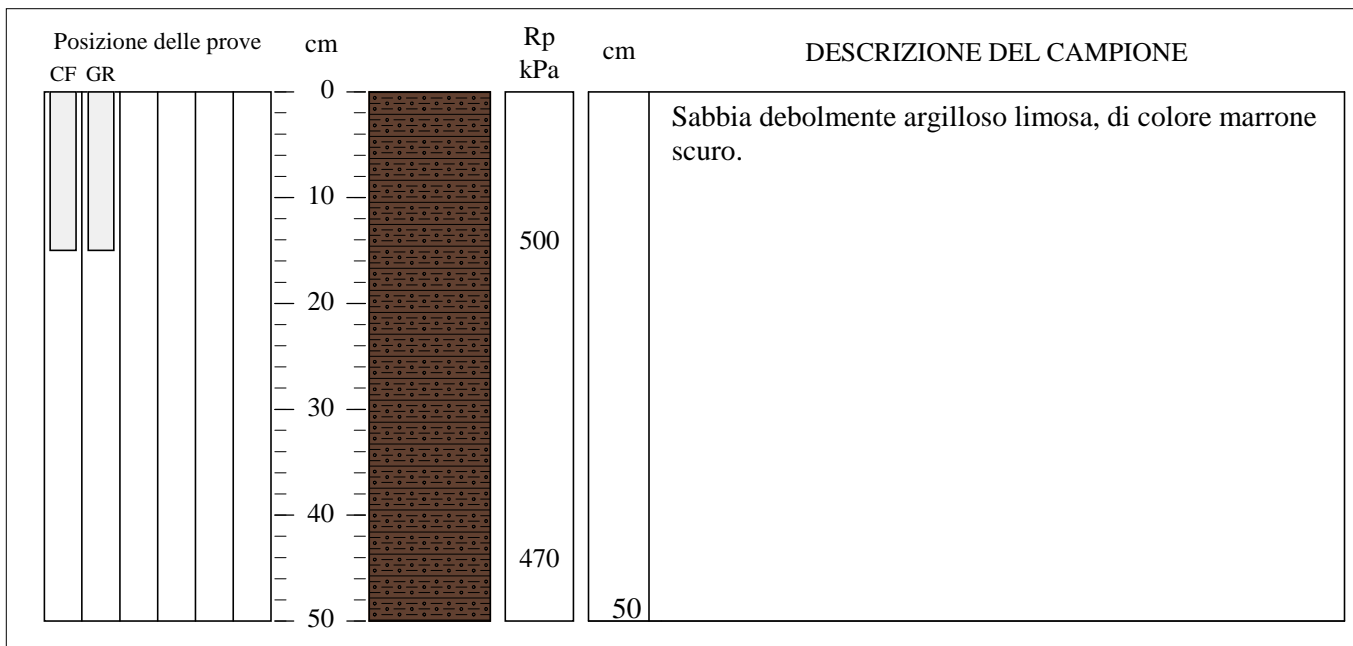 Posizione delle prove
CF GR
cm
Rp
kPa
cm
DESCRIZIONE DEL CAMPIONE
0
10
20
30
40
50
500
470
50
Sabbia debolmente argilloso limosa, di colore marrone
scuro.